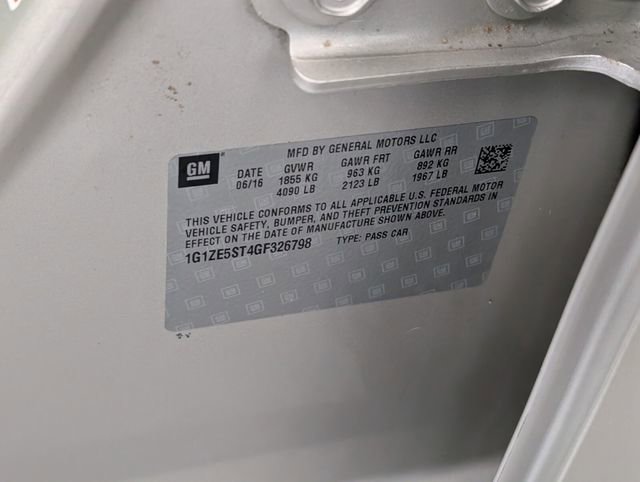 GM
MFD BY GENERAL MOTORS LLC
DATE GVWR GAWR FRT GAWR RR
06/16 1855 KG 963 KG 892 KG
4090 LB 2123 LB 1967 LB
THIS VEHICLE CONFORMS TO ALL APPLICABLE U.S. FEDERAL MOTOR
VEHICLE SAFETY, BUMPER, AND THEFT PREVENTION STANDARDS IN
EFFECT ON THE DATE OF MANUFACTURE SHOWN ABOVE.
1G1ZE5ST4GF326798 TYPE: PASS CAR